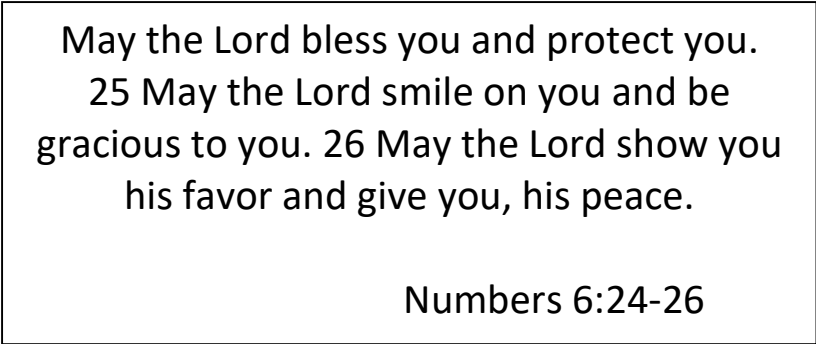 May the Lord bless you and protect you.
25 May the Lord smile on you and be
gracious to you. 26 May the Lord show you
his favor and give you, his peace.
Numbers 6:24-26